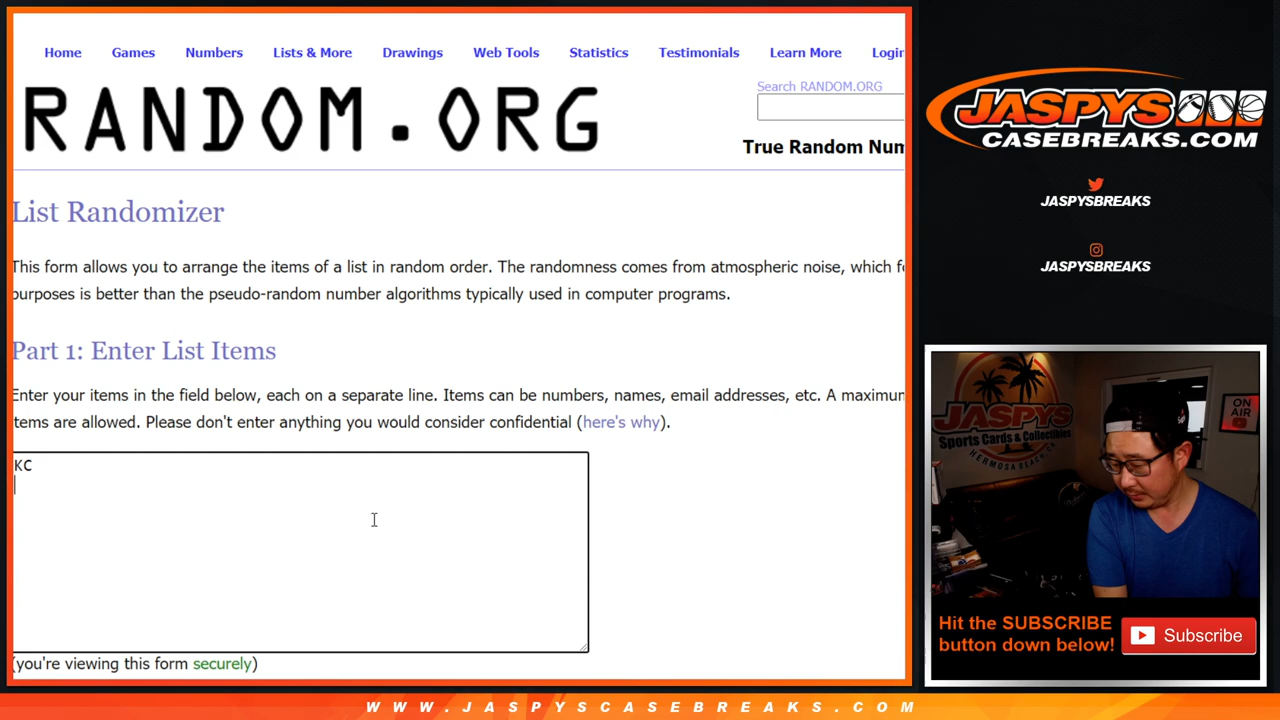 Home Games Numbers Lists & More Drawings Web Tools Statistics Testimonials Learn More Login
RANDOM.ORG
Search RANDOM.ORG
True Random Num
List Randomizer
This form allows you to arrange the items of a list in random order. The randomness comes from atmospheric noise, which fo
purposes is better than the pseudo-random number algorithms typically used in computer programs.
Part 1: Enter List Items
Enter your items in the field below, each on a separate line. Items can be numbers, names, email addresses, etc. A maximum
items are allowed. Please don't enter anything you would consider confidential (here's why).
KC
(you're viewing this form securely)
JASPYS
CASEBREAKS.COM
JASPYSBREAKS
JASPYSBREAKS
JASPYS
Sports Cards & Collectibles
HERMOSA BEACH, CA
ON
AIR
Hit the SUBSCRIBE
button down below!
Subscribe
WWW.JASPYSCASEBREAKS.COM